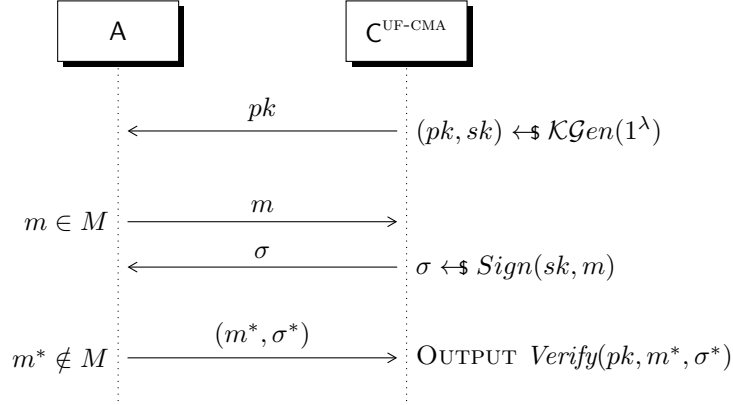 A C^UF-CMA
pk
(pk, sk) ←$ 𝒦𝒢en(1^λ)
m ∈ M m
σ σ ←$ Sign(sk, m)
m* ∉ M (m*, σ*) OUTPUT Verify(pk, m*, σ*)